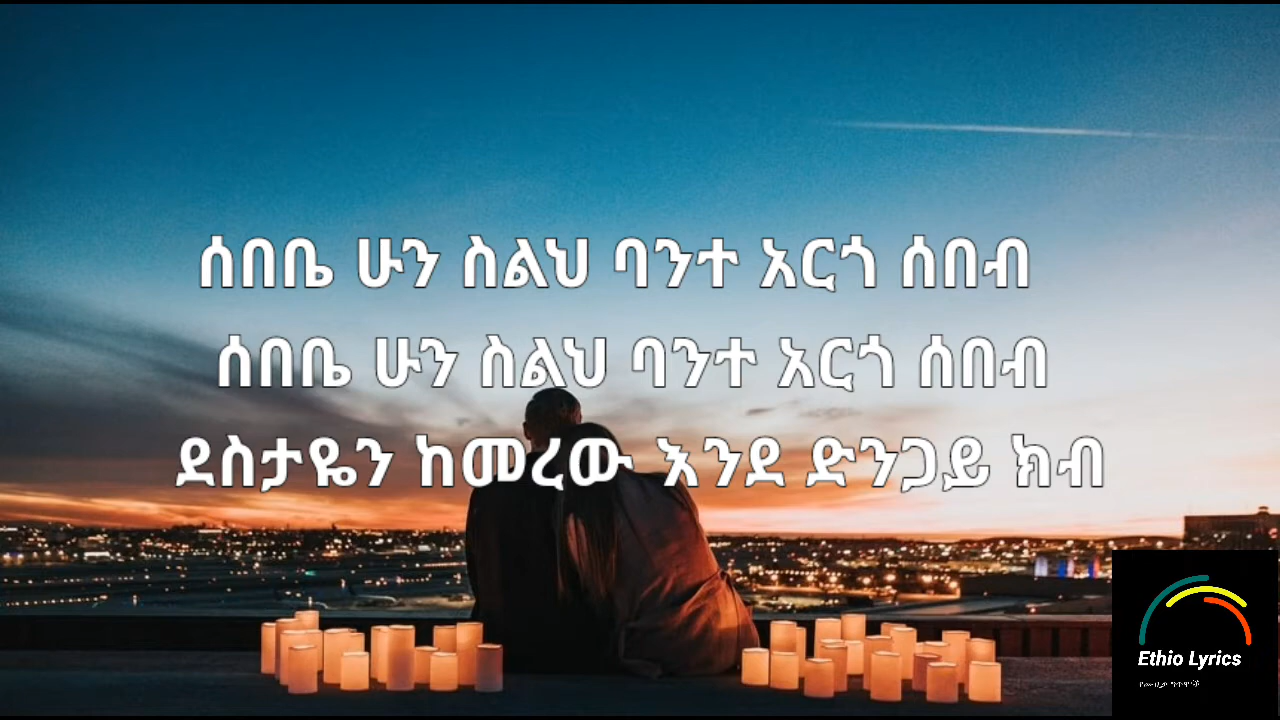 ሰበቤ ሁን ስልህ ባንተ አርጎ ሰበብ
ሰበቤ ሁን ስልህ ባንተ አርጎ ሰበብ
ደስታዬን ከመረው እንደ ድንጋይ ክብ
Ethio Lyrics